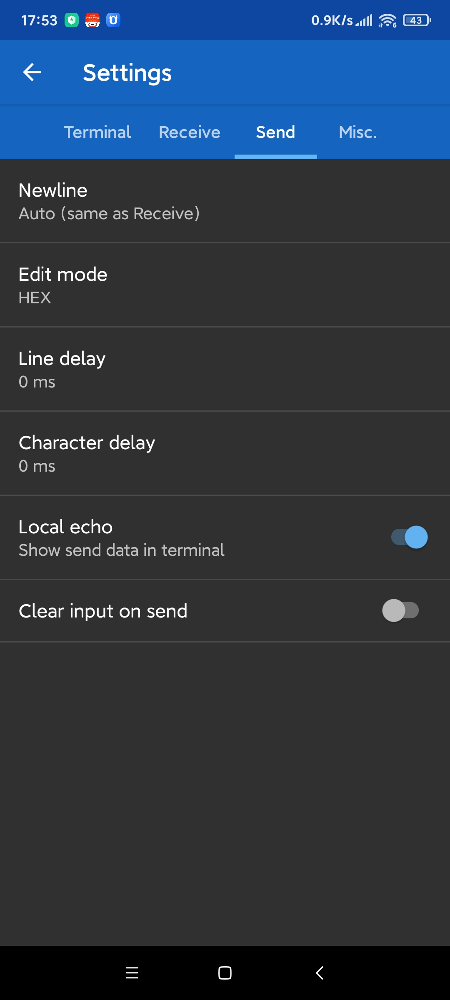 17:53
0.9K/s
6
43
Settings
Terminal
Receive
Send
Misc.
Newline
Auto (same as Receive)
Edit mode
HEX
Line delay
0 ms
Character delay
0 ms
Local echo
Show send data in terminal
Clear input on send